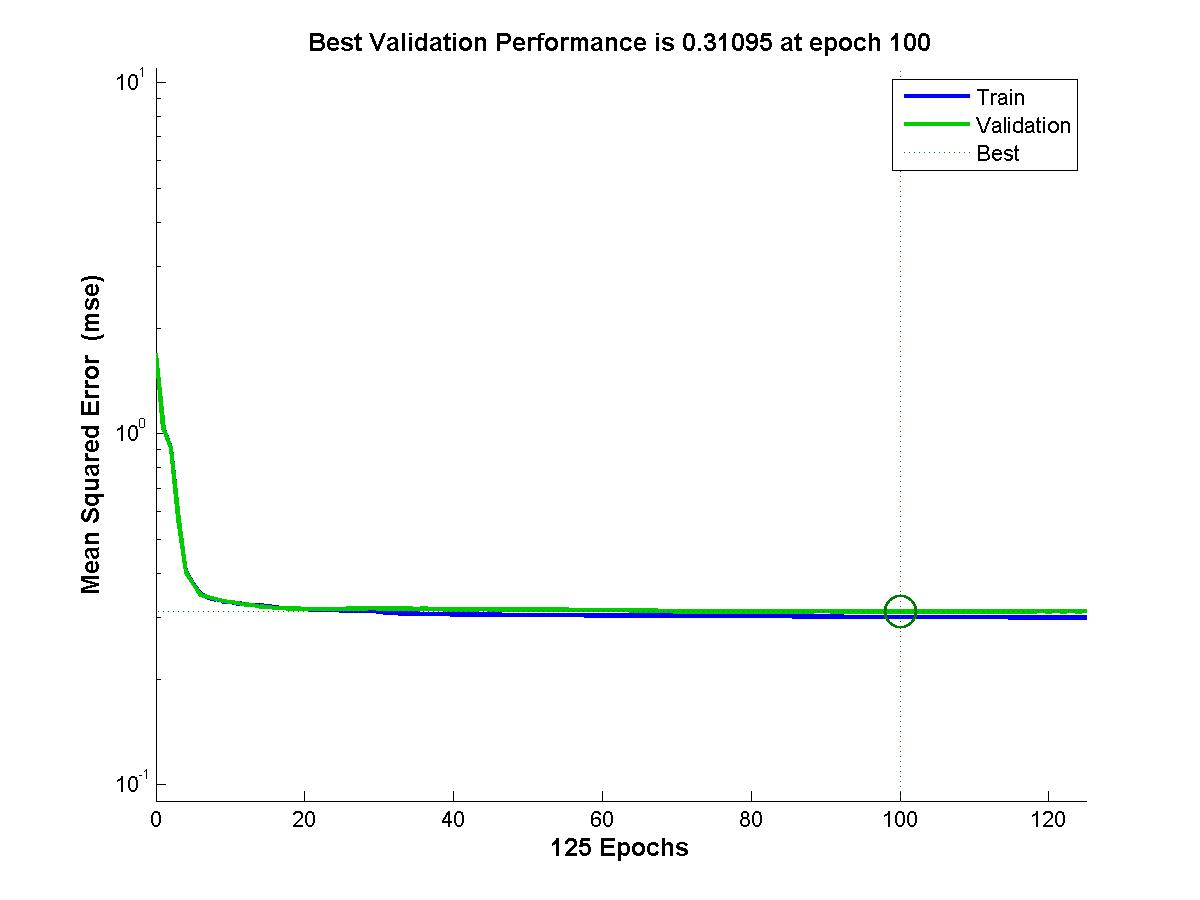 Best Validation Performance is 0.31095 at epoch 100
Train
Validation
Best
Mean Squared Error (mse)
10^1
10^0
10^-1
0 20 40 60 80 100 120
125 Epochs